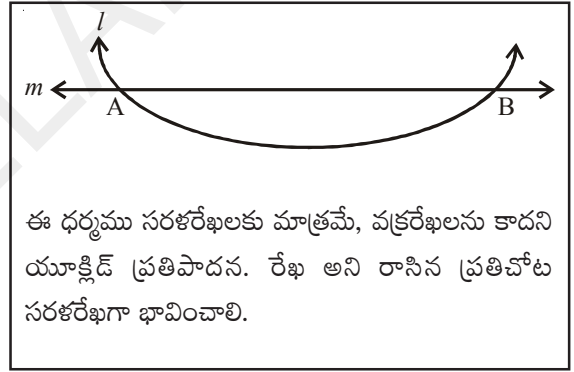 l
m
A B
ఈ ధర్మము సరళరేఖలకు మాత్రమే, వక్రరేఖలను కాదని
యూక్లిడ్ ప్రతిపాదన. రేఖ అని రాసిన ప్రతిచోట
సరళరేఖగా భావించాలి.